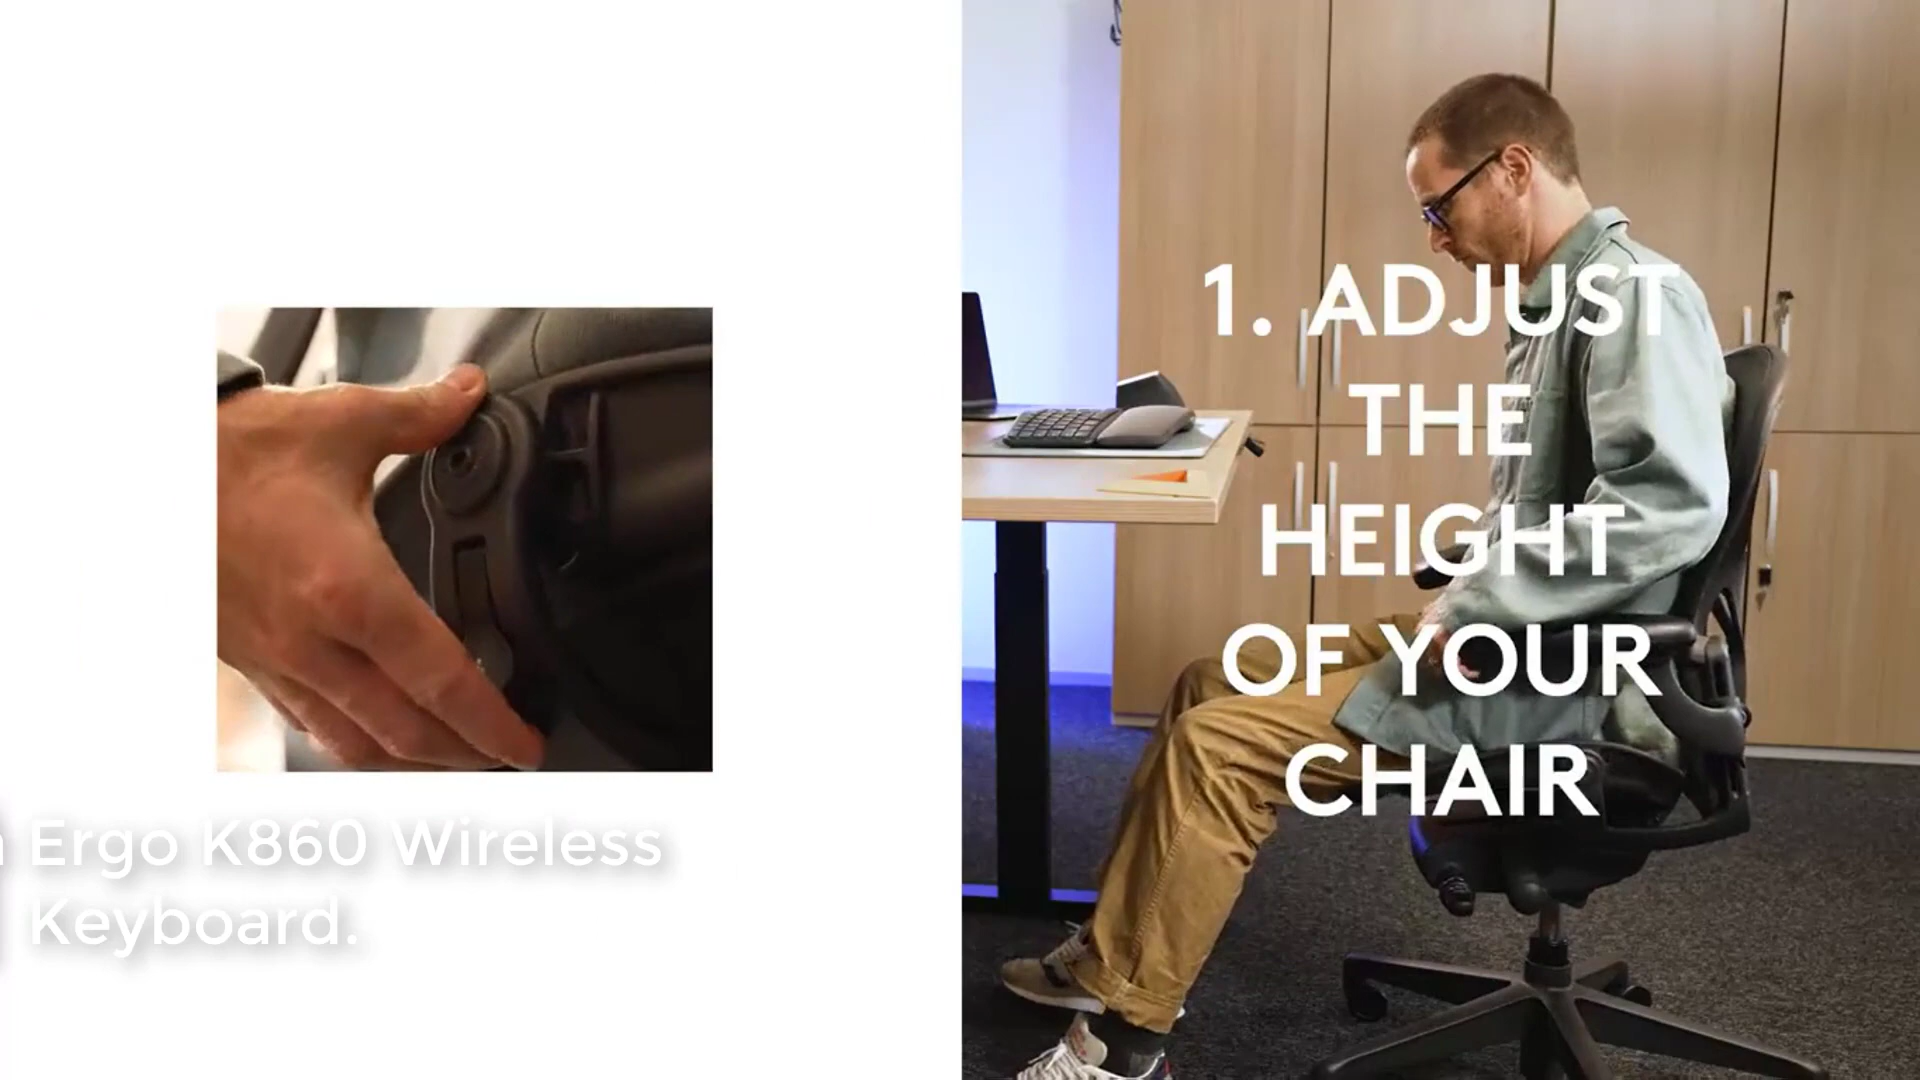 Ergo K860 Wireless
Keyboard.
1. ADJUST
THE
HEIGHT
OF YOUR
CHAIR